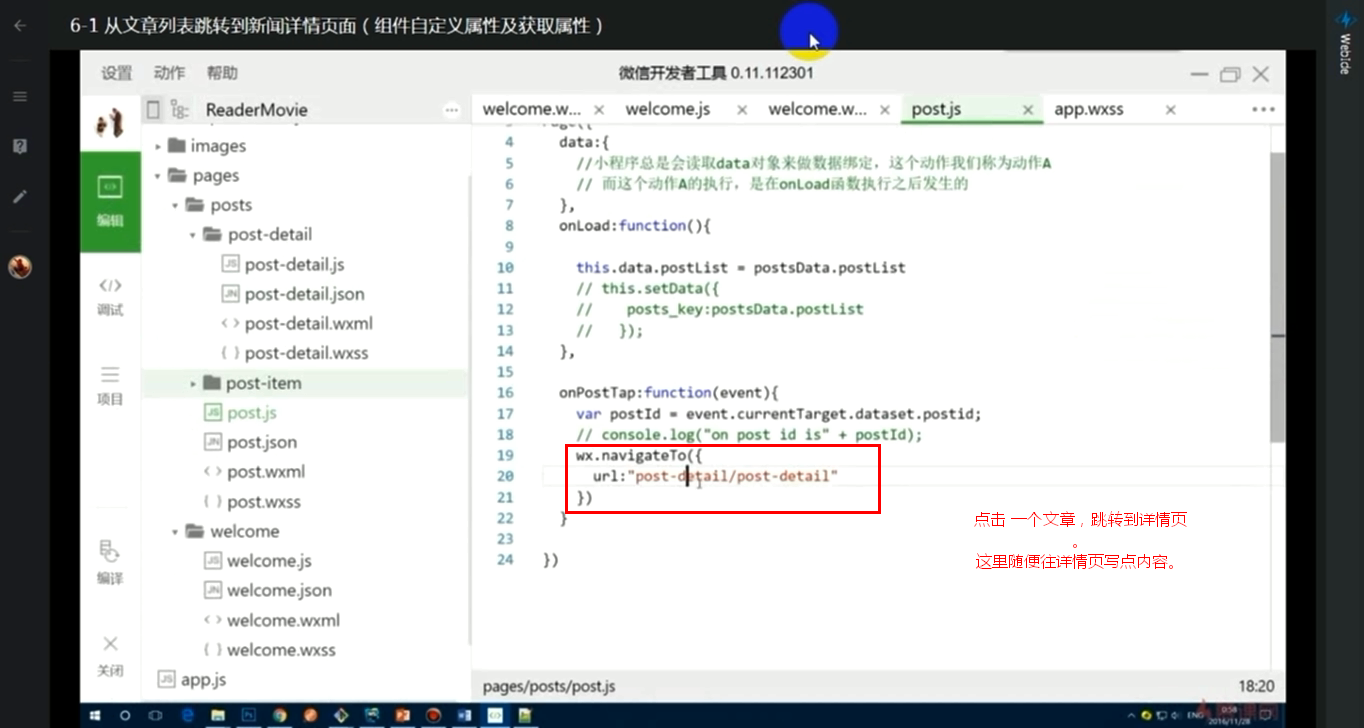 6-1 从文章列表跳转到新闻详情页面 ( 组件自定义属性及获取属性 )
WebIde
设置 动作 帮助
微信开发者工具 0.11.112301
ReaderMovie
welcome.w...
welcome.js
welcome.w...
post.js
app.wxss
编辑
调试
项目
编译
关闭
images
pages
posts
post-detail
post-detail.js
post-detail.json
post-detail.wxml
post-detail.wxss
post-item
post.js
post.json
post.wxml
post.wxss
welcome
welcome.js
welcome.json
welcome.wxml
welcome.wxss
app.js
4 data:{
5 //小程序总是会读取data对象来做数据绑定，这个动作我们称为动作A
6 // 而这个动作A的执行，是在onLoad函数执行之后发生的
7 },
8 onLoad:function(){
9
10 this.data.postList = postsData.postList
11 // this.setData({
12 // posts_key:postsData.postList
13 // });
14 },
15
16 onPostTap:function(event){
17 var postId = event.currentTarget.dataset.postid;
18 // console.log("on post id is" + postId);
19 wx.navigateTo({
20 url:"post-detail/post-detail"
21 })
22 }
23
24 })
点击 一个文章，跳转到详情页
。
这里随便往详情页写点内容。
pages/posts/post.js
18:20
ENG
0:58
2016/11/28